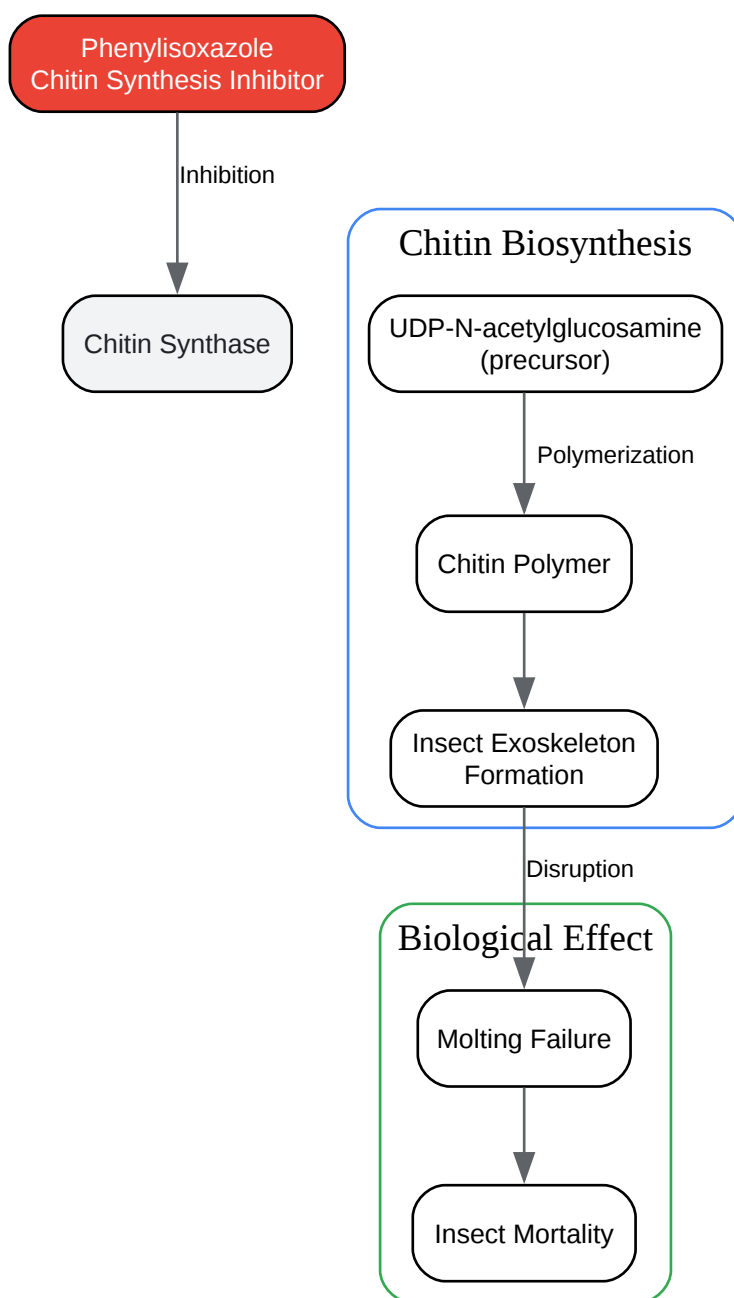 Phenylisoxazole
Chitin Synthesis Inhibitor
Inhibition
Chitin Synthase
Chitin Biosynthesis
UDP-N-acetylglucosamine
(precursor)
Polymerization
Chitin Polymer
Insect Exoskeleton
Formation
Disruption
Biological Effect
Molting Failure
Insect Mortality